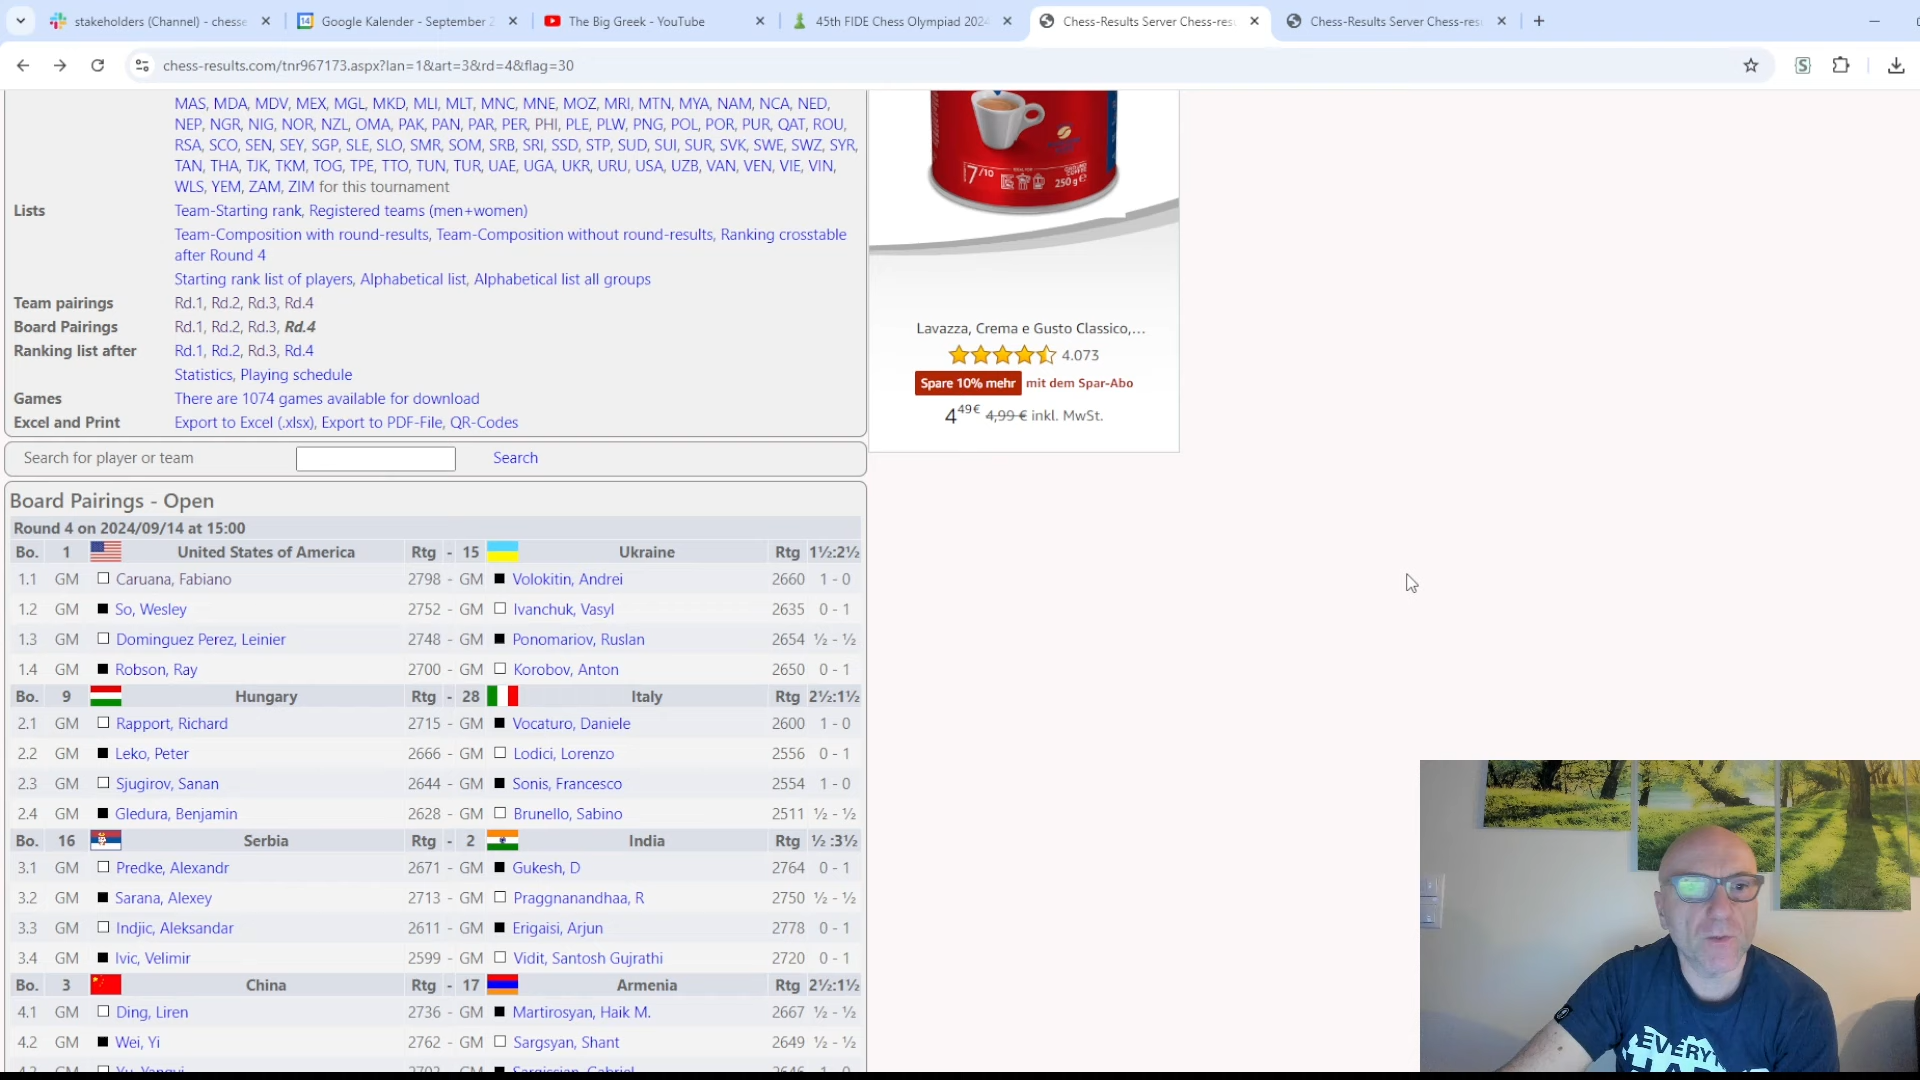 stakeholders (Channel) - chesse
Google Kalender - September 2
The Big Greek - YouTube
45th FIDE Chess Olympiad 2024
Chess-Results Server Chess-res
Chess-Results Server Chess-res
chess-results.com/tnr967173.aspx?lan=1&art=3&rd=4&flag=30
MAS, MDA, MDV, MEX, MGL, MKD, MLI, MLT, MNC, MNE, MOZ, MRI, MTN, MYA, NAM, NCA, NED,
NEP, NGR, NIG, NOR, NZL, OMA, PAK, PAN, PAR, PER, PHI, PLE, PLW, PNG, POL, POR, PUR, QAT, ROU,
RSA, SCO, SEN, SEY, SGP, SLE, SLO, SMR, SOM, SRB, SRI, SSD, STP, SUD, SUI, SUR, SVK, SWE, SWZ, SYR,
TAN, THA, TJK, TKM, TOG, TPE, TTO, TUN, TUR, UAE, UGA, UKR, URU, USA, UZB, VAN, VEN, VIE, VIN,
WLS, YEM, ZAM, ZIM for this tournament
Lists Team-Starting rank, Registered teams (men+women)
Team-Composition with round-results, Team-Composition without round-results, Ranking crosstable
after Round 4
Starting rank list of players, Alphabetical list, Alphabetical list all groups
Team pairings Rd.1, Rd.2, Rd.3, Rd.4
Board Pairings Rd.1, Rd.2, Rd.3, Rd.4
Ranking list after Rd.1, Rd.2, Rd.3, Rd.4
Statistics, Playing schedule
Games There are 1074 games available for download
Excel and Print Export to Excel (.xlsx), Export to PDF-File, QR-Codes
7/10
250 g e
Lavazza, Crema e Gusto Classico,...
4.073
Spare 10% mehr mit dem Spar-Abo
4 49€ 4,99 € inkl. MwSt.
Search for player or team Search
Board Pairings - Open
Round 4 on 2024/09/14 at 15:00
Bo. 1 United States of America Rtg - 15 Ukraine Rtg 1½:2½
1.1 GM Caruana, Fabiano 2798 - GM Volokitin, Andrei 2660 1 - 0
1.2 GM So, Wesley 2752 - GM Ivanchuk, Vasyl 2635 0 - 1
1.3 GM Dominguez Perez, Leinier 2748 - GM Ponomariov, Ruslan 2654 ½ - ½
1.4 GM Robson, Ray 2700 - GM Korobov, Anton 2650 0 - 1
Bo. 9 Hungary Rtg - 28 Italy Rtg 2½:1½
2.1 GM Rapport, Richard 2715 - GM Vocaturo, Daniele 2600 1 - 0
2.2 GM Leko, Peter 2666 - GM Lodici, Lorenzo 2556 0 - 1
2.3 GM Sjugirov, Sanan 2644 - GM Sonis, Francesco 2554 1 - 0
2.4 GM Gledura, Benjamin 2628 - GM Brunello, Sabino 2511 ½ - ½
Bo. 16 Serbia Rtg - 2 India Rtg ½ :3½
3.1 GM Predke, Alexandr 2671 - GM Gukesh, D 2764 0 - 1
3.2 GM Sarana, Alexey 2713 - GM Praggnanandhaa, R 2750 ½ - ½
3.3 GM Indjic, Aleksandar 2611 - GM Erigaisi, Arjun 2778 0 - 1
3.4 GM Ivic, Velimir 2599 - GM Vidit, Santosh Gujrathi 2720 0 - 1
Bo. 3 China Rtg - 17 Armenia Rtg 2½:1½
4.1 GM Ding, Liren 2736 - GM Martirosyan, Haik M. 2667 ½ - ½
4.2 GM Wei, Yi 2762 - GM Sargsyan, Shant 2649 ½ - ½
EVERYT